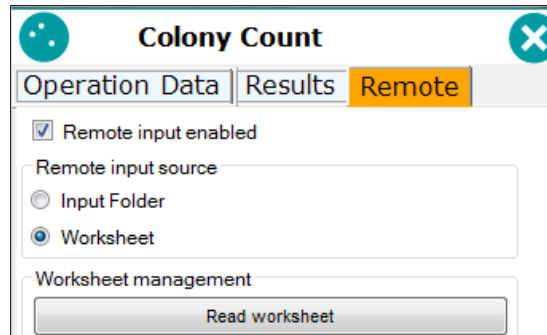 Colony Count
Operation Data Results Remote
Remote input enabled
Remote input source
Input Folder
Worksheet
Worksheet management
Read worksheet